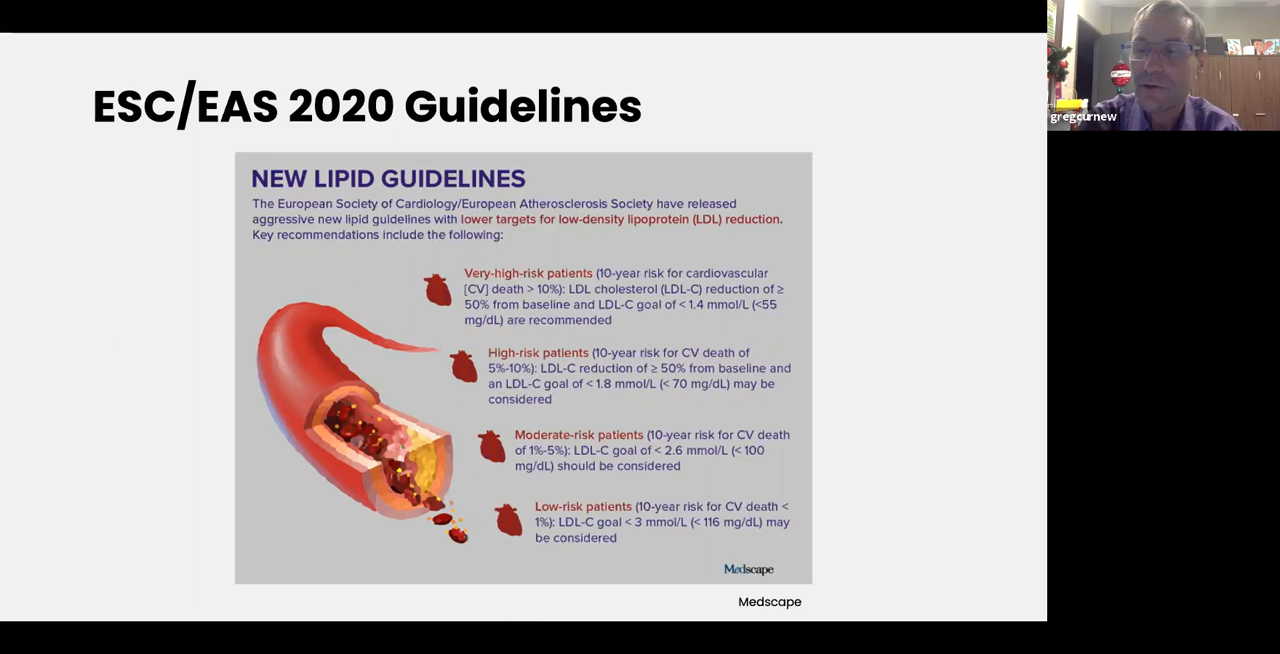 ESC/EAS 2020 Guidelines
NEW LIPID GUIDELINES
The European Society of Cardiology/European Atherosclerosis Society have released
aggressive new lipid guidelines with lower targets for low-density lipoprotein (LDL) reduction.
Key recommendations include the following:
Very-high-risk patients (10-year risk for cardiovascular
[CV] death > 10%): LDL cholesterol (LDL-C) reduction of ≥
50% from baseline and LDL-C goal of < 1.4 mmol/L (<55
mg/dL) are recommended
High-risk patients (10-year risk for CV death of
5%-10%): LDL-C reduction of ≥ 50% from baseline and
an LDL-C goal of < 1.8 mmol/L (< 70 mg/dL) may be
considered
Moderate-risk patients (10-year risk for CV death
of 1%-5%): LDL-C goal of < 2.6 mmol/L (< 100
mg/dL) should be considered
Low-risk patients (10-year risk for CV death <
1%): LDL-C goal < 3 mmol/L (< 116 mg/dL) may
be considered
Medscape
Medscape
gregcurnew